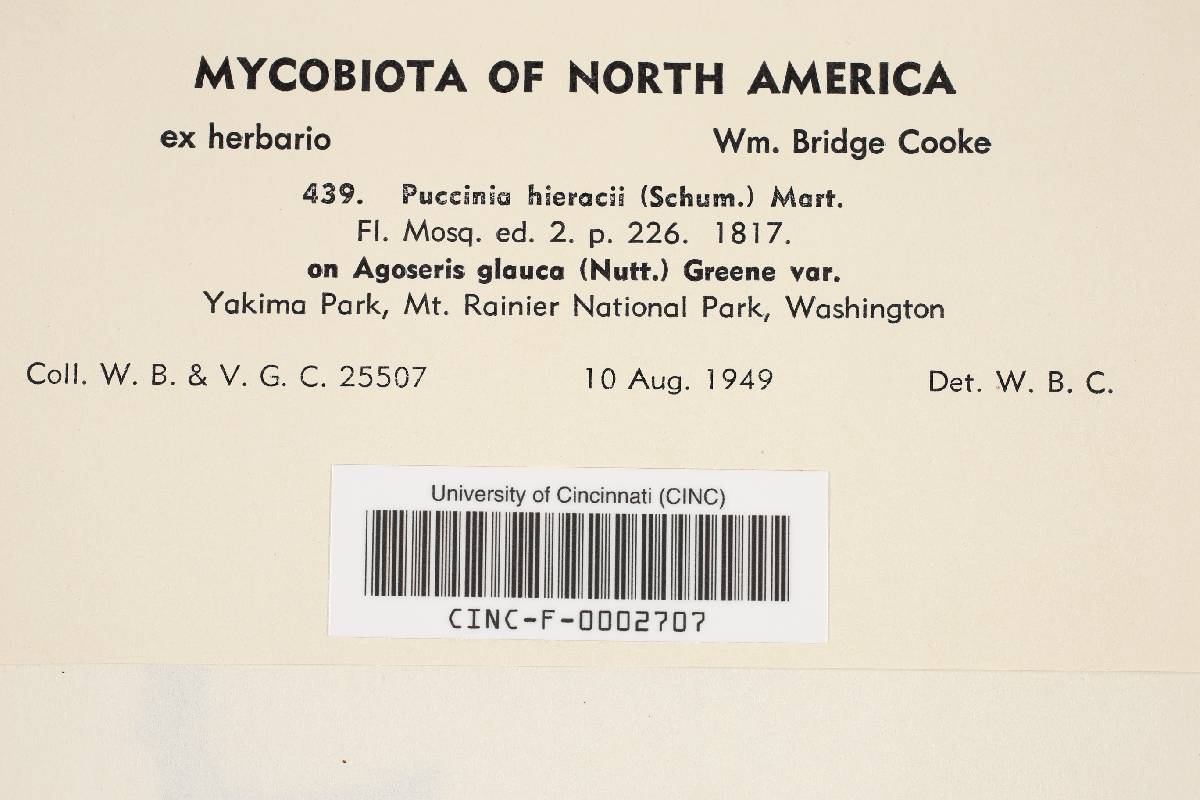 MYCOBIOTA OF NORTH AMERICA
ex herbario Wm. Bridge Cooke
439. Puccinia hieracii (Schum.) Mart.
Fl. Mosq. ed. 2. p. 226. 1817.
on Agoseris glauca (Nutt.) Greene var.
Yakima Park, Mt. Rainier National Park, Washington
Coll. W. B. & V. G. C. 25507 10 Aug. 1949 Det. W. B. C.
University of Cincinnati (CINC)
CINC-F-0002707